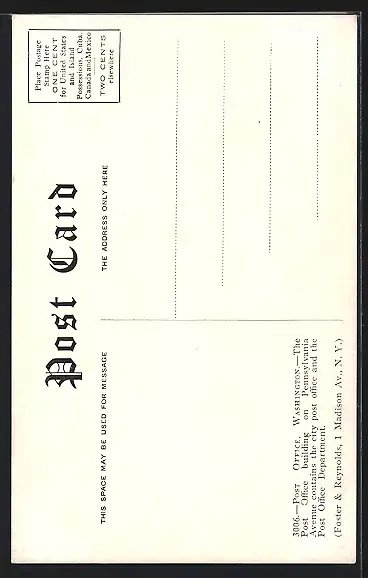 Post Card
Place Postage
Stamp Here
ONE CENT
for United States
and Island
Possessions, Cuba,
Canada and Mexico
TWO CENTS
elsewhere
THIS SPACE MAY BE USED FOR MESSAGE
THE ADDRESS ONLY HERE
3006.—POST OFFICE, WASHINGTON.—The
Post Office building on Pennsylvania
Avenue contains the city post office and the
Post Office Department.
(Foster & Reynolds, 1 Madison Av., N. Y.)